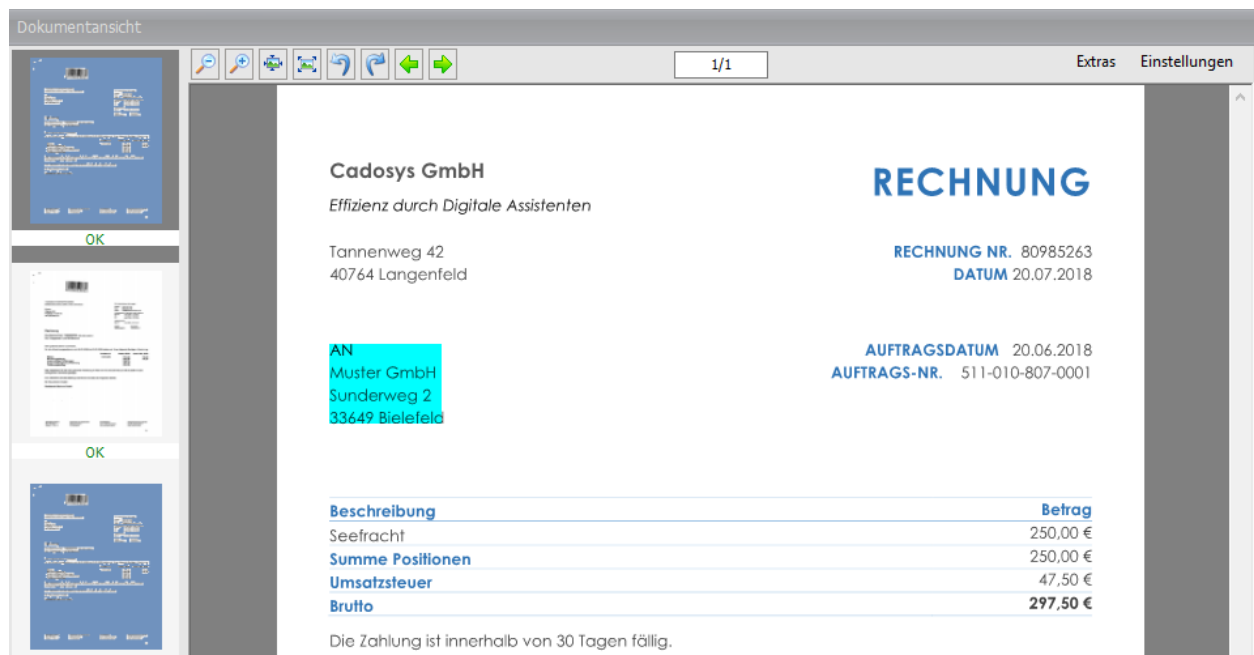 Dokumentansicht
1/1
Extras Einstellungen
OK
OK
Cadosys GmbH
RECHNUNG
Effizienz durch Digitale Assistenten
Tannenweg 42
40764 Langenfeld
RECHNUNG NR. 80985263
DATUM 20.07.2018
AN
Muster GmbH
Sunderweg 2
33649 Bielefeld
AUFTRAGSDATUM 20.06.2018
AUFTRAGS-NR. 511-010-807-0001
Beschreibung Betrag
Seefracht 250,00 €
Summe Positionen 250,00 €
Umsatzsteuer 47,50 €
Brutto 297,50 €
Die Zahlung ist innerhalb von 30 Tagen fällig.